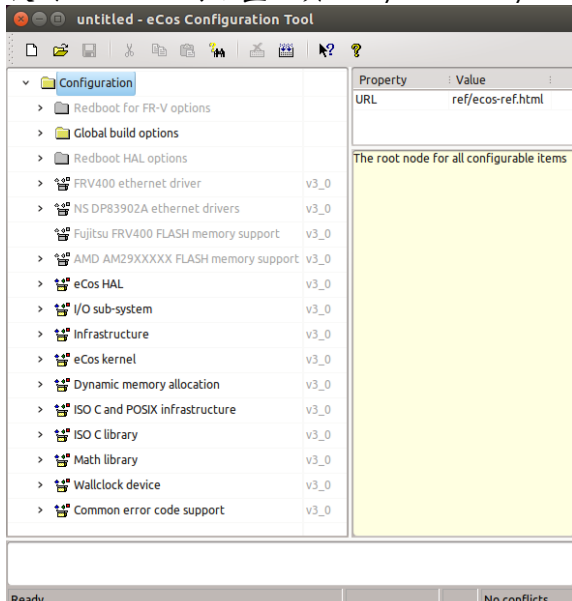 untitled - eCos Configuration Tool
Configuration
Redboot for FR-V options
Global build options
Redboot HAL options
FRV400 ethernet driver v3_0
NS DP83902A ethernet drivers v3_0
Fujitsu FRV400 FLASH memory support v3_0
AMD AM29XXXXX FLASH memory support v3_0
eCos HAL v3_0
I/O sub-system v3_0
Infrastructure v3_0
eCos kernel v3_0
Dynamic memory allocation v3_0
ISO C and POSIX infrastructure v3_0
ISO C library v3_0
Math library v3_0
Wallclock device v3_0
Common error code support v3_0
Property Value
URL ref/ecos-ref.html
The root node for all configurable items
Ready No conflicts